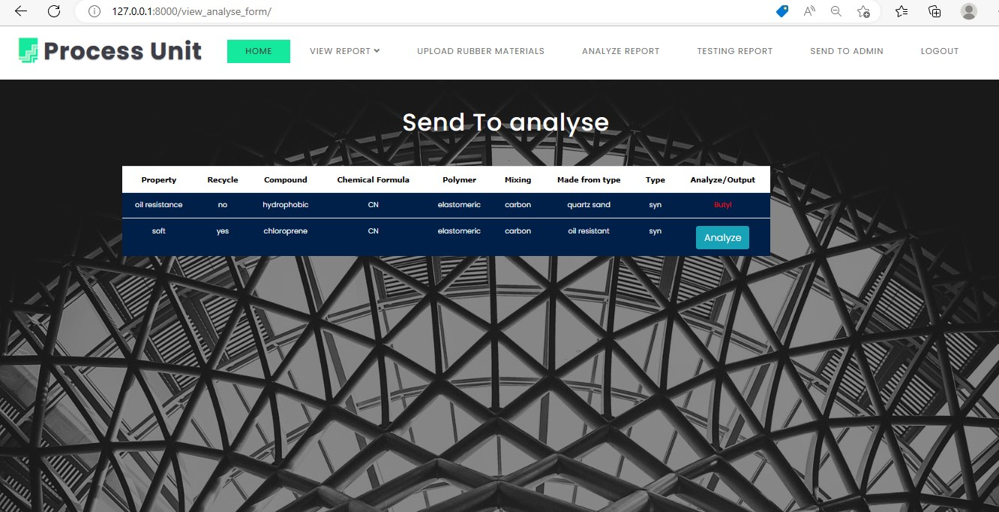 127.0.0.1:8000/view_analyse_form/
Process Unit HOME VIEW REPORT UPLOAD RUBBER MATERIALS ANALYZE REPORT TESTING REPORT SEND TO ADMIN LOGOUT
Send To analyse
Property Recycle Compound Chemical Formula Polymer Mixing Made from type Type Analyze/Output
oil resistance no hydrophobic CN elastomeric carbon quartz sand syn Butyl
soft yes chloroprene CN elastomeric carbon oil resistant syn Analyze